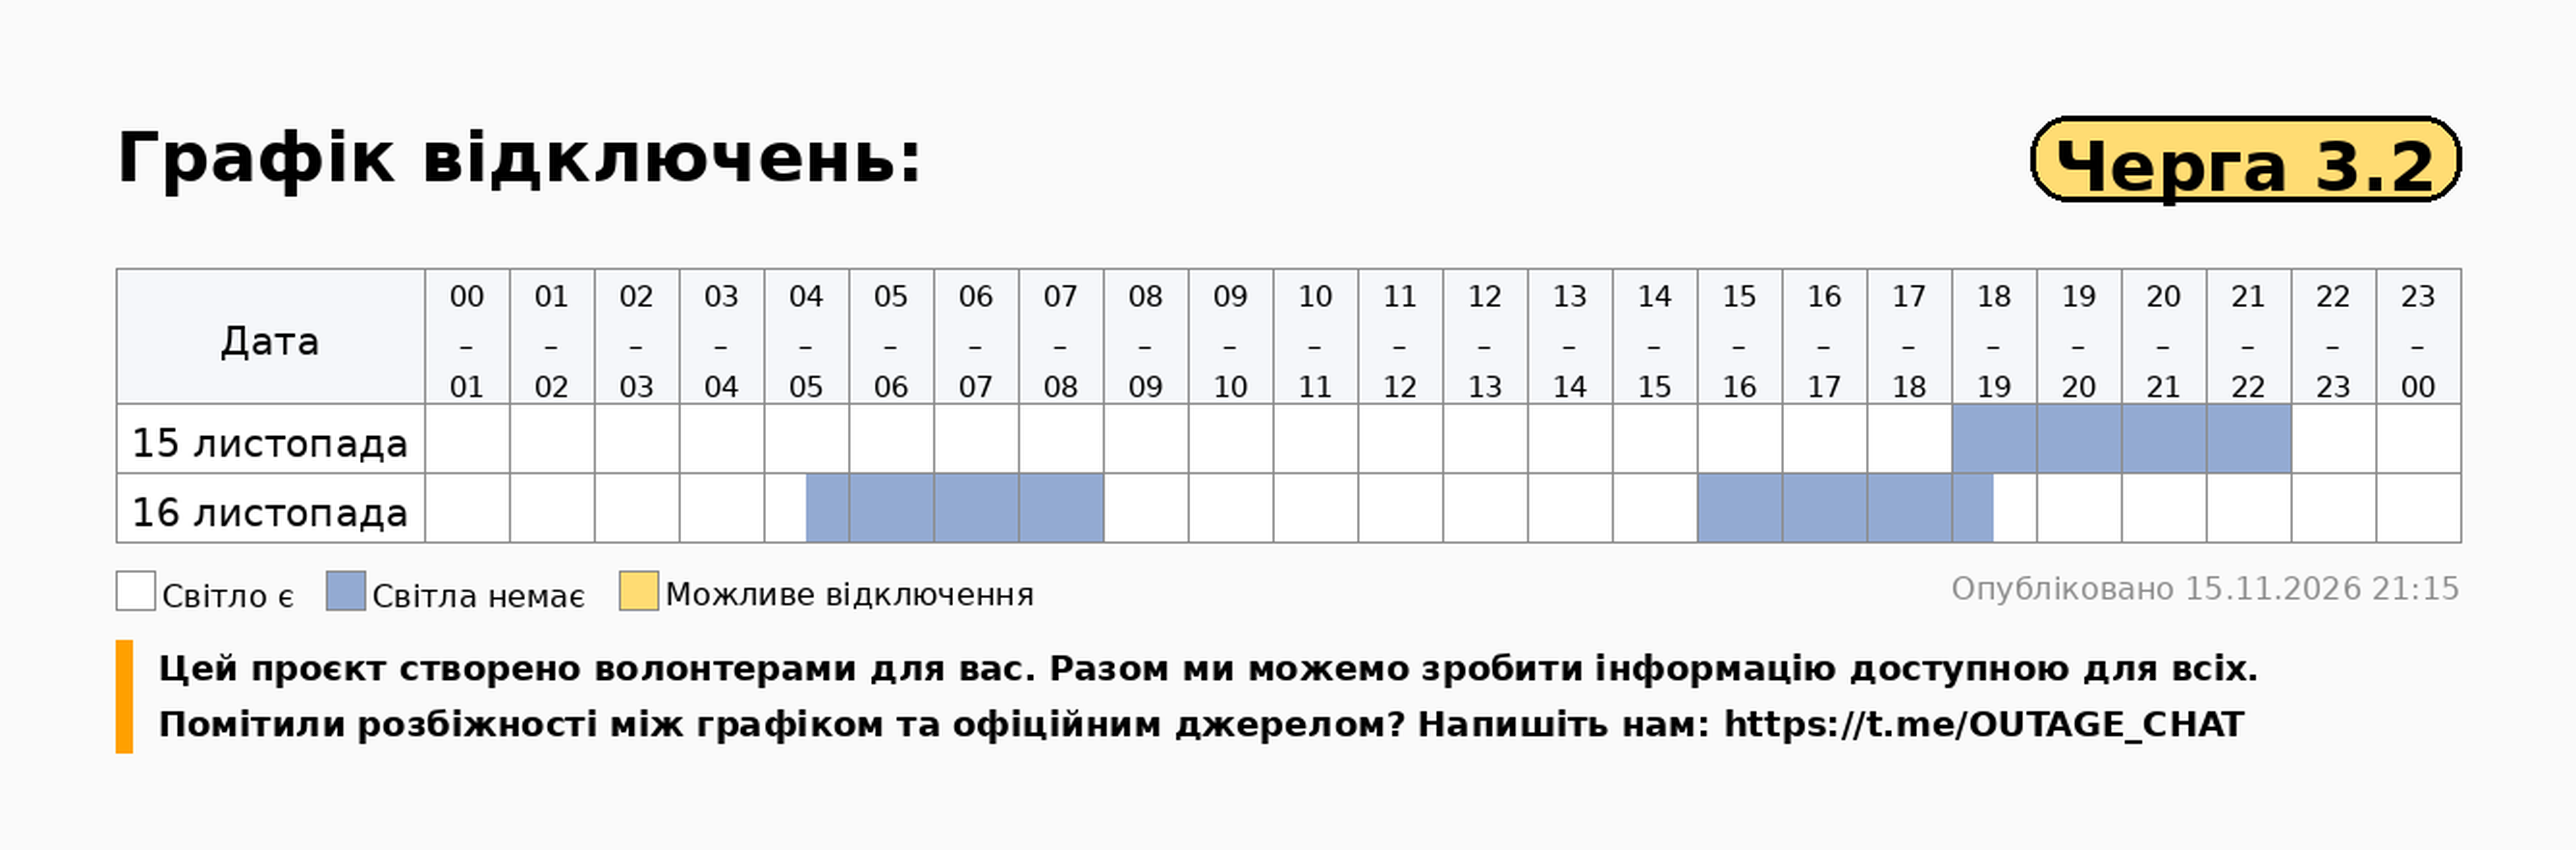 Графік відключень:
Черга 3.2
Дата 00 – 01 01 – 02 02 – 03 03 – 04 04 – 05 05 – 06 06 – 07 07 – 08 08 – 09 09 – 10 10 – 11 11 – 12 12 – 13 13 – 14 14 – 15 15 – 16 16 – 17 17 – 18 18 – 19 19 – 20 20 – 21 21 – 22 22 – 23 23 – 00
15 листопада
16 листопада
Світло є Світла немає Можливе відключення
Опубліковано 15.11.2026 21:15
Цей проєкт створено волонтерами для вас. Разом ми можемо зробити інформацію доступною для всіх.
Помітили розбіжності між графіком та офіційним джерелом? Напишіть нам: https://t.me/OUTAGE_CHAT